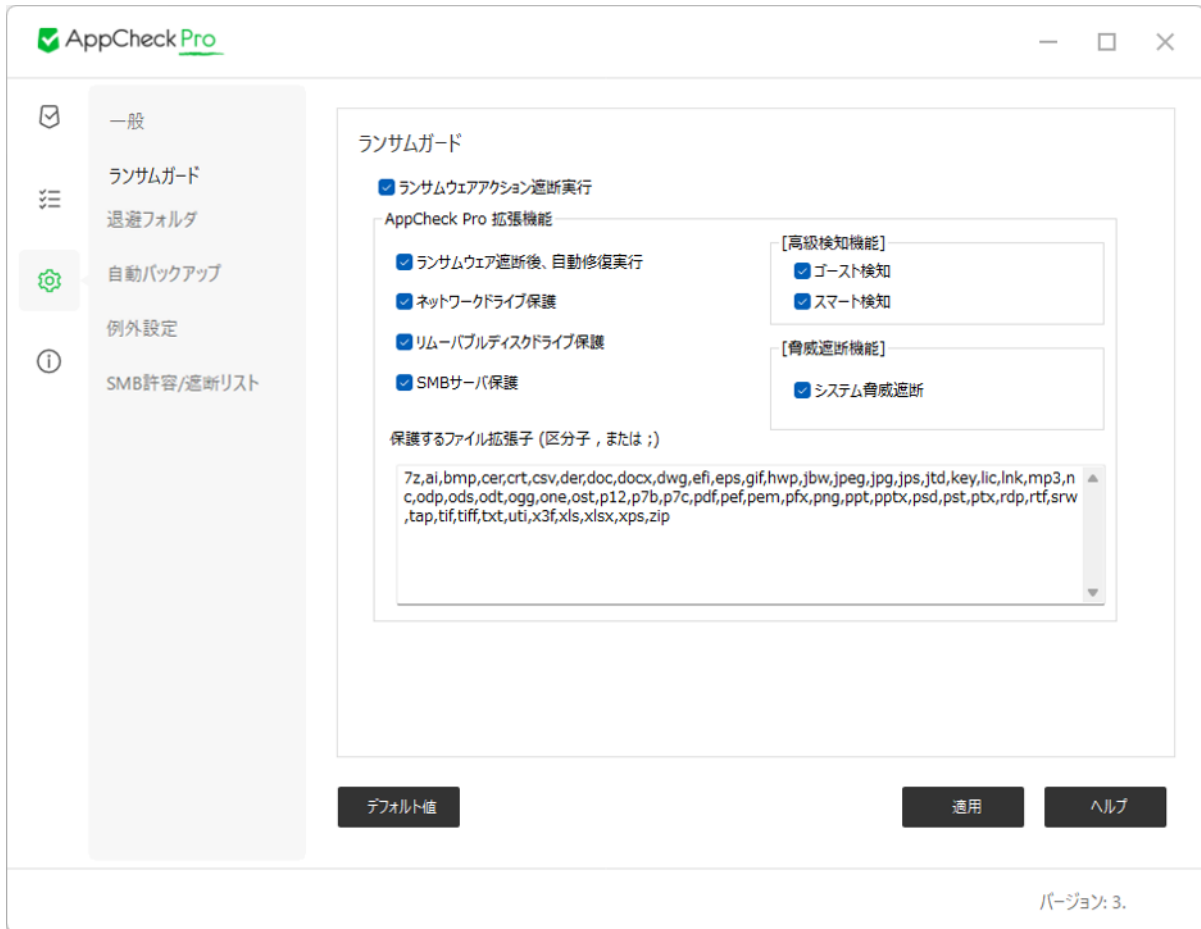 AppCheck Pro
一般
ランサムガード
退避フォルダ
自動バックアップ
例外設定
SMB許容/遮断リスト
ランサムガード
ランサムウェアアクション遮断実行
AppCheck Pro 拡張機能
ランサムウェア遮断後、自動修復実行
ネットワークドライブ保護
リムーバブルディスクドライブ保護
SMBサーバ保護
[高級検知機能]
ゴースト検知
スマート検知
[脅威遮断機能]
システム脅威遮断
保護するファイル拡張子 (区分子 , または ;)
7z,ai,bmp,cer,crt,csv,der,doc,docx,dwg,efi,eps,gif,hwp,jbw,jpeg,jpg,jps,jtd,key,lic,lnk,mp3,n
c,odp,ods,odt,ogg,one,ost,p12,p7b,p7c,pdf,pef,pem,pfx,png,ppt,pptx,psd,pst,ptx,rdp,rtf,srw
,tap,tif,tiff,txt,uti,x3f,xls,xlsx,xps,zip
デフォルト値
適用
ヘルプ
バージョン: 3.